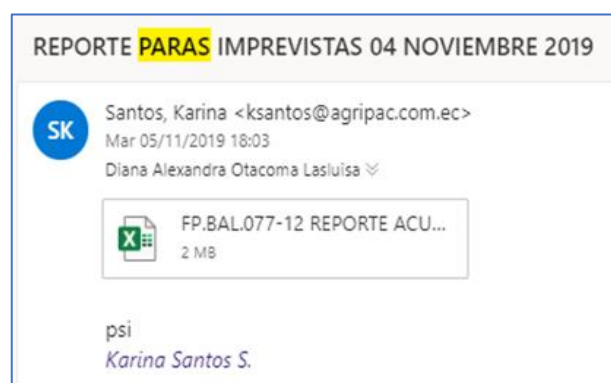 REPORTE PARAS IMPREVISTAS 04 NOVIEMBRE 2019
SK
Santos, Karina <ksantos@agripac.com.ec>
Mar 05/11/2019 18:03
Diana Alexandra Otacoma Lasluisa
FP.BAL.077-12 REPORTE ACU...
2 MB
psi
Karina Santos S.